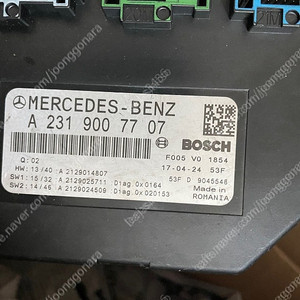 MERCEDES-BENZ
A 231 900 77 07
BOSCH
Q: 02
F005 V0 1854
HW: 13/40 : A 2129014807
17-04-24 53F
SW1: 15/32 : A 2129025711 Diag:0x0164
53F D 9045546
SW2: 14/46 : A 2129024509 Diag:0x020153
Made in
ROMANIA
joonggonara